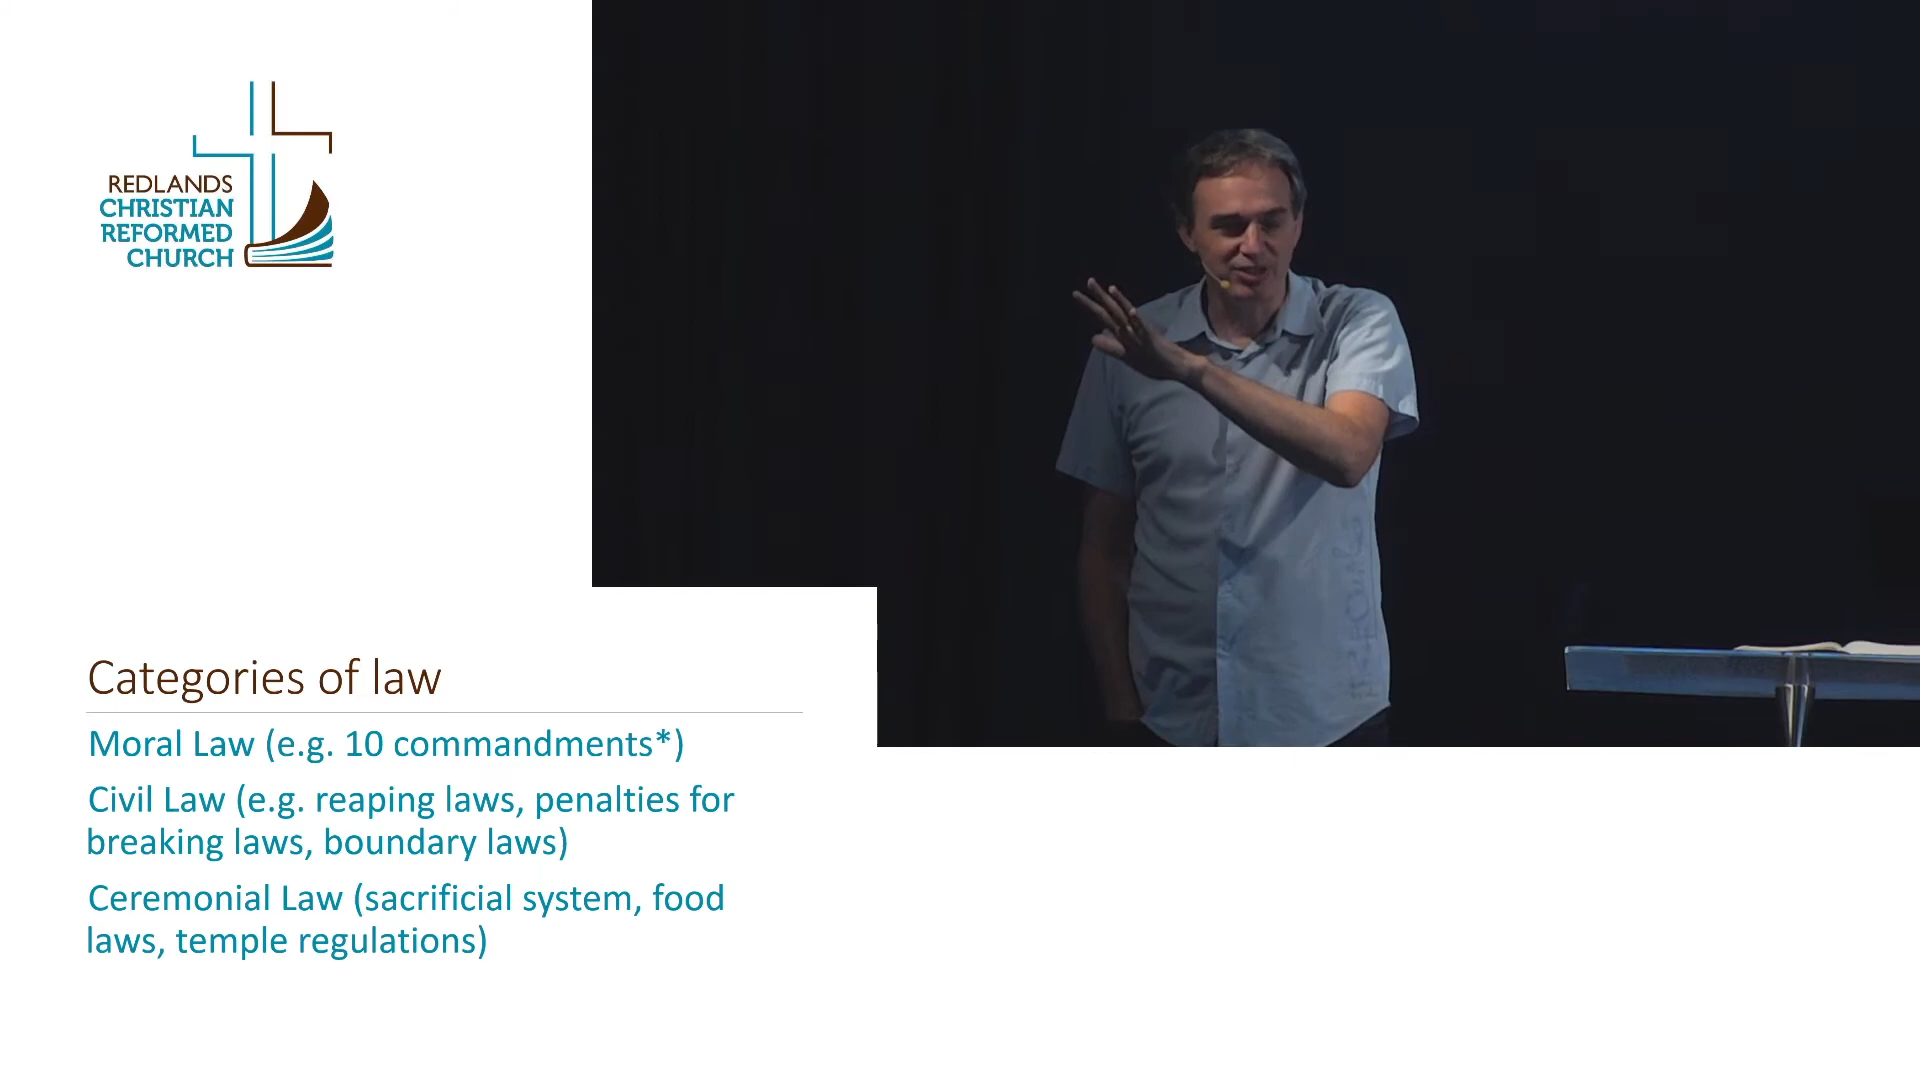 REDLANDS
CHRISTIAN
REFORMED
CHURCH
Categories of law
Moral Law (e.g. 10 commandments*)
Civil Law (e.g. reaping laws, penalties for
breaking laws, boundary laws)
Ceremonial Law (sacrificial system, food
laws, temple regulations)